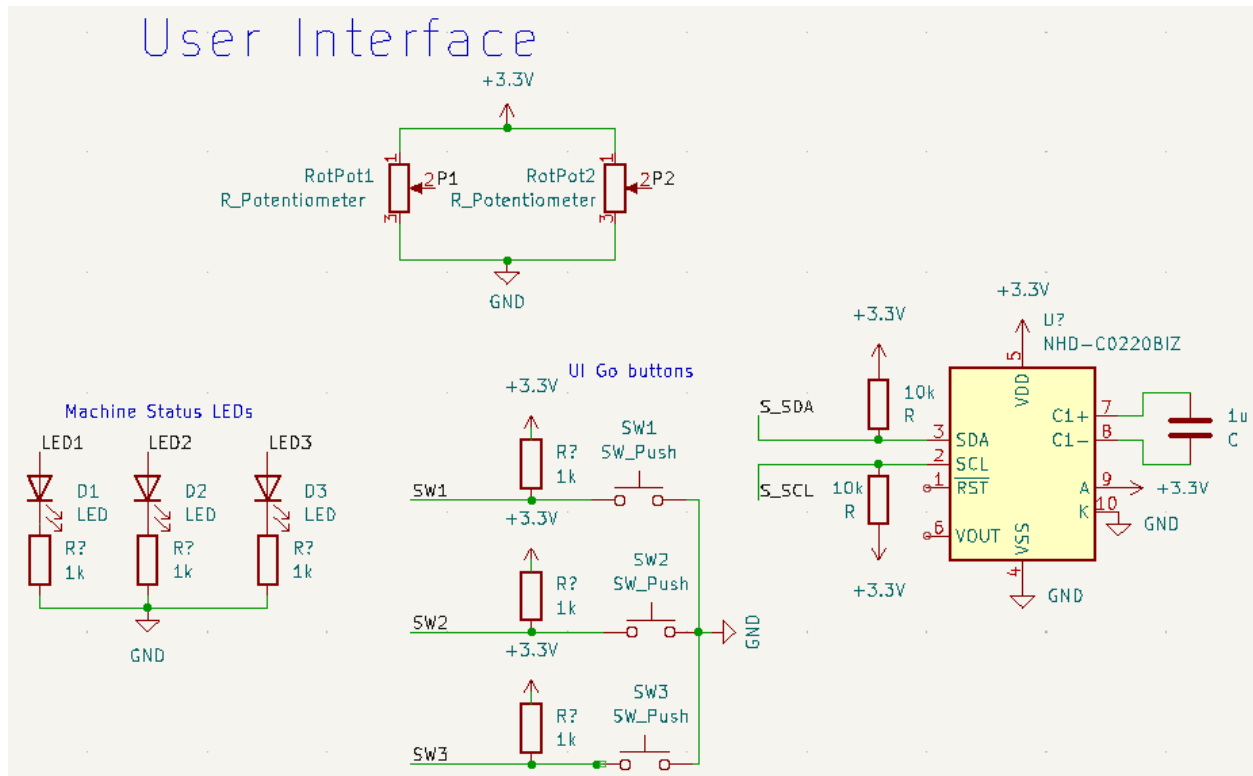 User Interface
+3.3V
RotPot1
R_Potentiometer
1
2
3
P1
RotPot2
R_Potentiometer
1
2
3
P2
GND
Machine Status LEDs
LED1
LED2
LED3
D1
LED
D2
LED
D3
LED
R?
1k
R?
1k
R?
1k
GND
UI Go buttons
+3.3V
R?
1k
SW1
SW_Push
SW1
+3.3V
R?
1k
SW2
SW_Push
SW2
GND
+3.3V
R?
1k
SW3
SW_Push
SW3
+3.3V
U?
NHD-C0220BIZ
+3.3V
10k
R
S_SDA
S_SCL
10k
R
+3.3V
5
VDD
3
SDA
2
SCL
1
RST
6
VOUT
4
VSS
GND
C1+
7
C1-
8
A
9
K
10
+3.3V
GND
1u
C